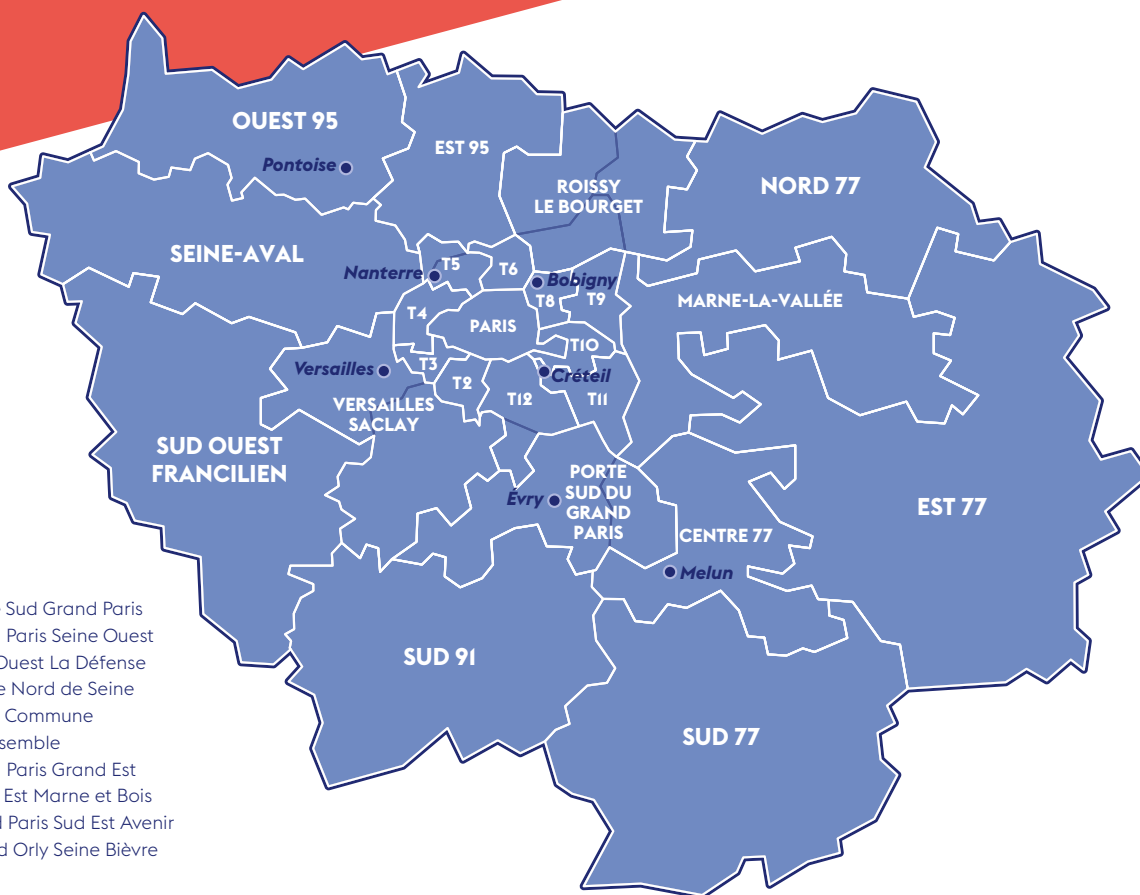 OUEST 95
Pontoise
EST 95
ROISSY
LE BOURGET
NORD 77
SEINE-AVAL
Nanterre
T5
T6
Bobigny
T8
T9
MARNE-LA-VALLÉE
T4
PARIS
T10
Versailles
T3
T2
Créteil
T12
T11
VERSAILLES
SACLAY
SUD OUEST
FRANCILIEN
PORTE
SUD DU
GRAND
PARIS
Évry
EST 77
CENTRE 77
Melun
SUD 91
SUD 77
Sud Grand Paris
Paris Seine Ouest
Ouest La Défense
Nord de Seine
Commune
semble
Paris Grand Est
Est Marne et Bois
Paris Sud Est Avenir
Orly Seine Bièvre